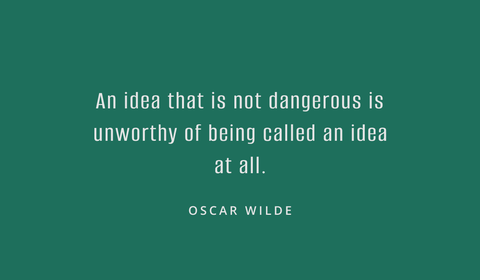 An idea that is not dangerous is
unworthy of being called an idea
at all.
OSCAR WILDE